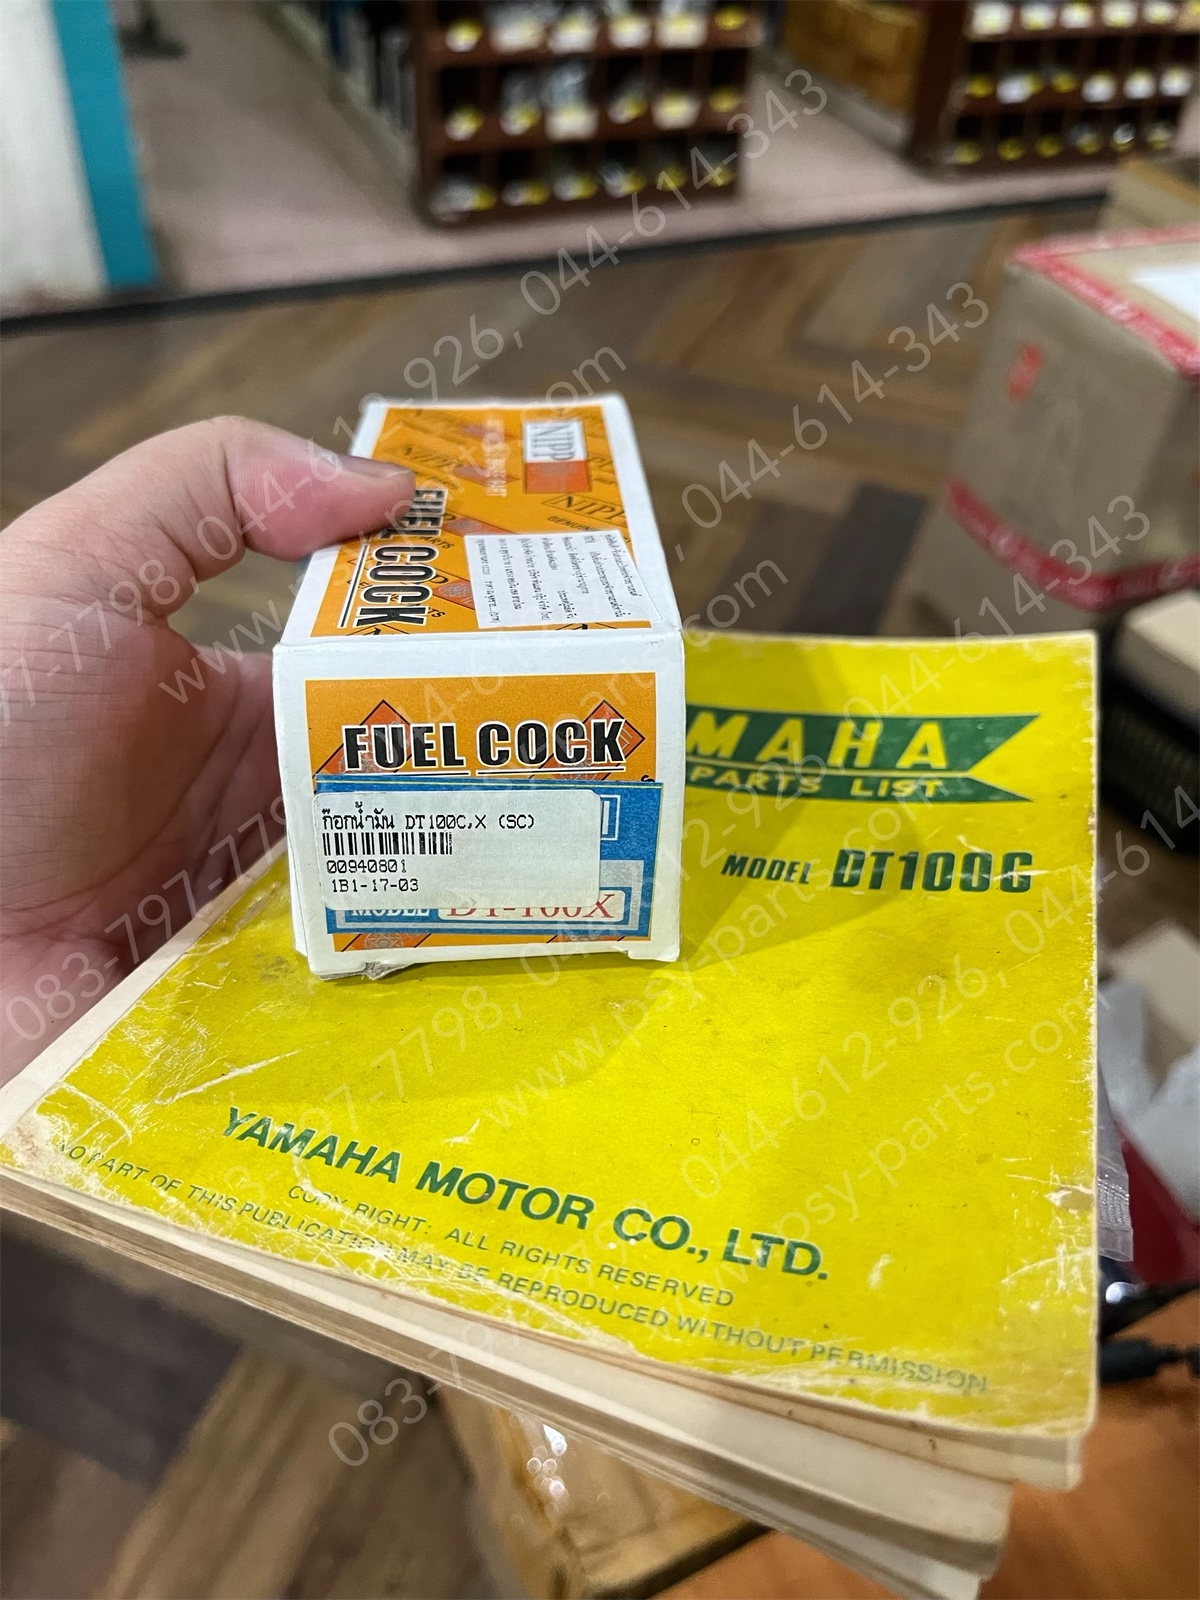 NIPP
FUEL COCK
FUEL COCK
ก๊อกน้ำมัน DT100C,X (SC)
00940801
1B1-17-03
MODEL DT-100X
MAHA
PARTS LIST
MODEL DT100C
YAMAHA MOTOR CO., LTD.
COPY RIGHT: ALL RIGHTS RESERVED
NO PART OF THIS PUBLICATION MAY BE REPRODUCED WITHOUT PERMISSION
083-797-7798, 044-612-926, 044-614-343
www.psy-parts.com